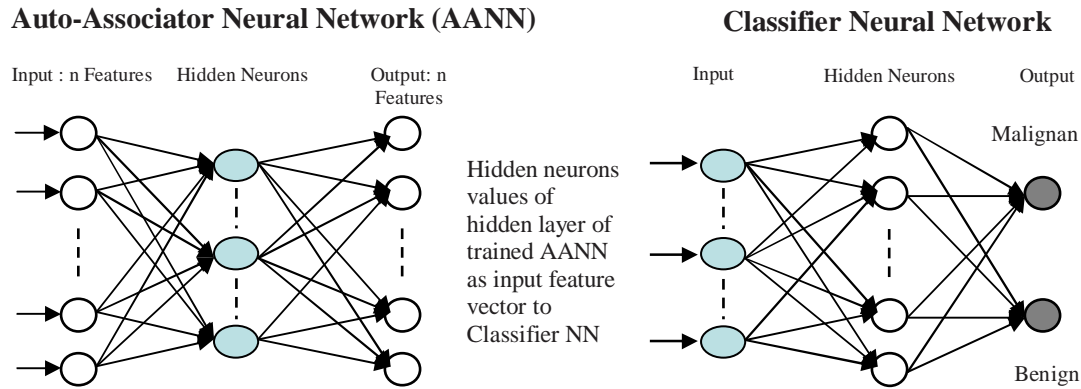 Auto-Associator Neural Network (AANN)
Classifier Neural Network
Input : n Features
Hidden Neurons
Output: n
Features
Input
Hidden Neurons
Output
Malignan
Hidden neurons
values of
hidden layer of
trained AANN
as input feature
vector to
Classifier NN
Benign